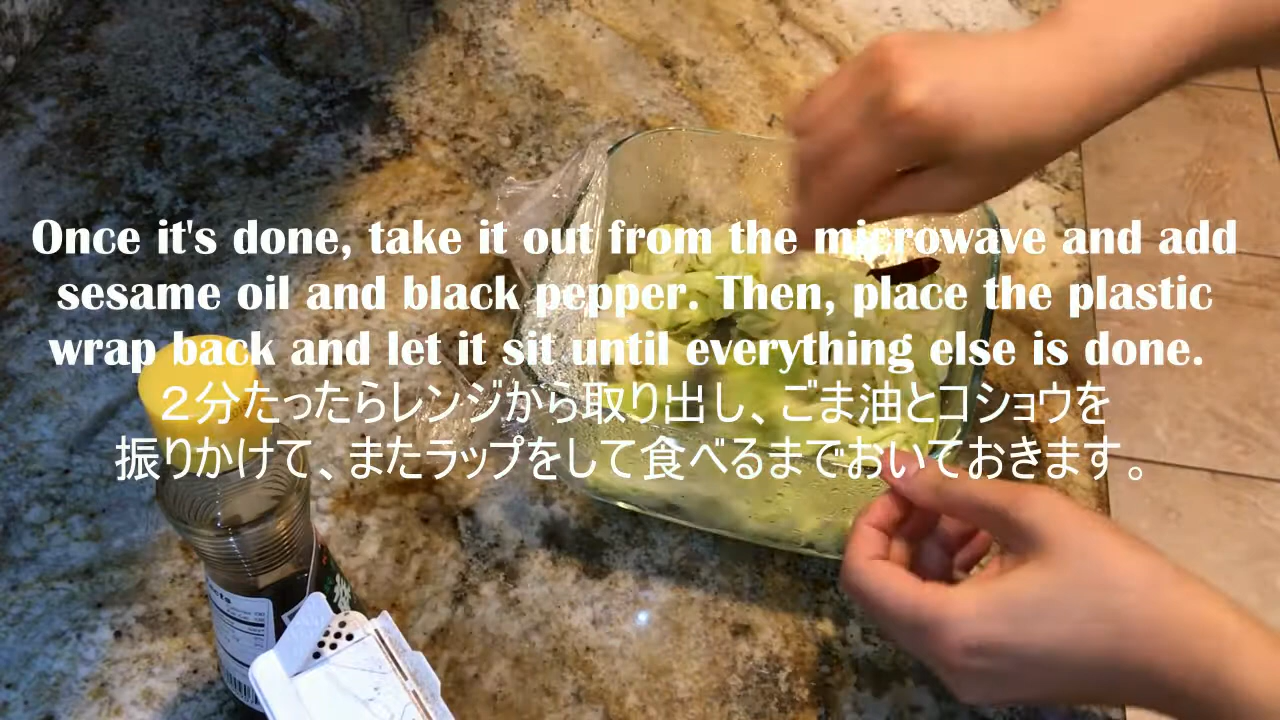 Once it's done, take it out from the microwave and add
sesame oil and black pepper. Then, place the plastic
wrap back and let it sit until everything else is done.
２分たったらレンジから取り出し、ごま油とコショウを
振りかけて、またラップをして食べるまでおいておきます。